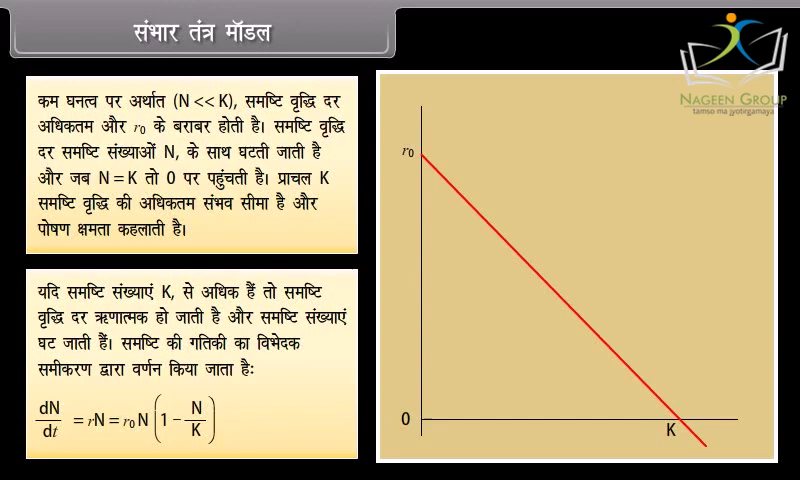 संभार तंत्र मॉडल
NAGEEN GROUP
tamso ma jyotirgamaya
कम घनत्व पर अर्थात (N << K), समष्टि वृद्धि दर
अधिकतम और r₀ के बराबर होती है। समष्टि वृद्धि
दर समष्टि संख्याओं N, के साथ घटती जाती है
और जब N = K तो 0 पर पहुंचती है। प्राचल K
समष्टि वृद्धि की अधिकतम संभव सीमा है और
पोषण क्षमता कहलाती है।
यदि समष्टि संख्याएं K, से अधिक हैं तो समष्टि
वृद्धि दर ऋणात्मक हो जाती है और समष्टि संख्याएं
घट जाती हैं। समष्टि की गतिकी का विभेदक
समीकरण द्वारा वर्णन किया जाता हैः
dN/dt = rN = r₀ N (1 − N/K)
r₀
0
K